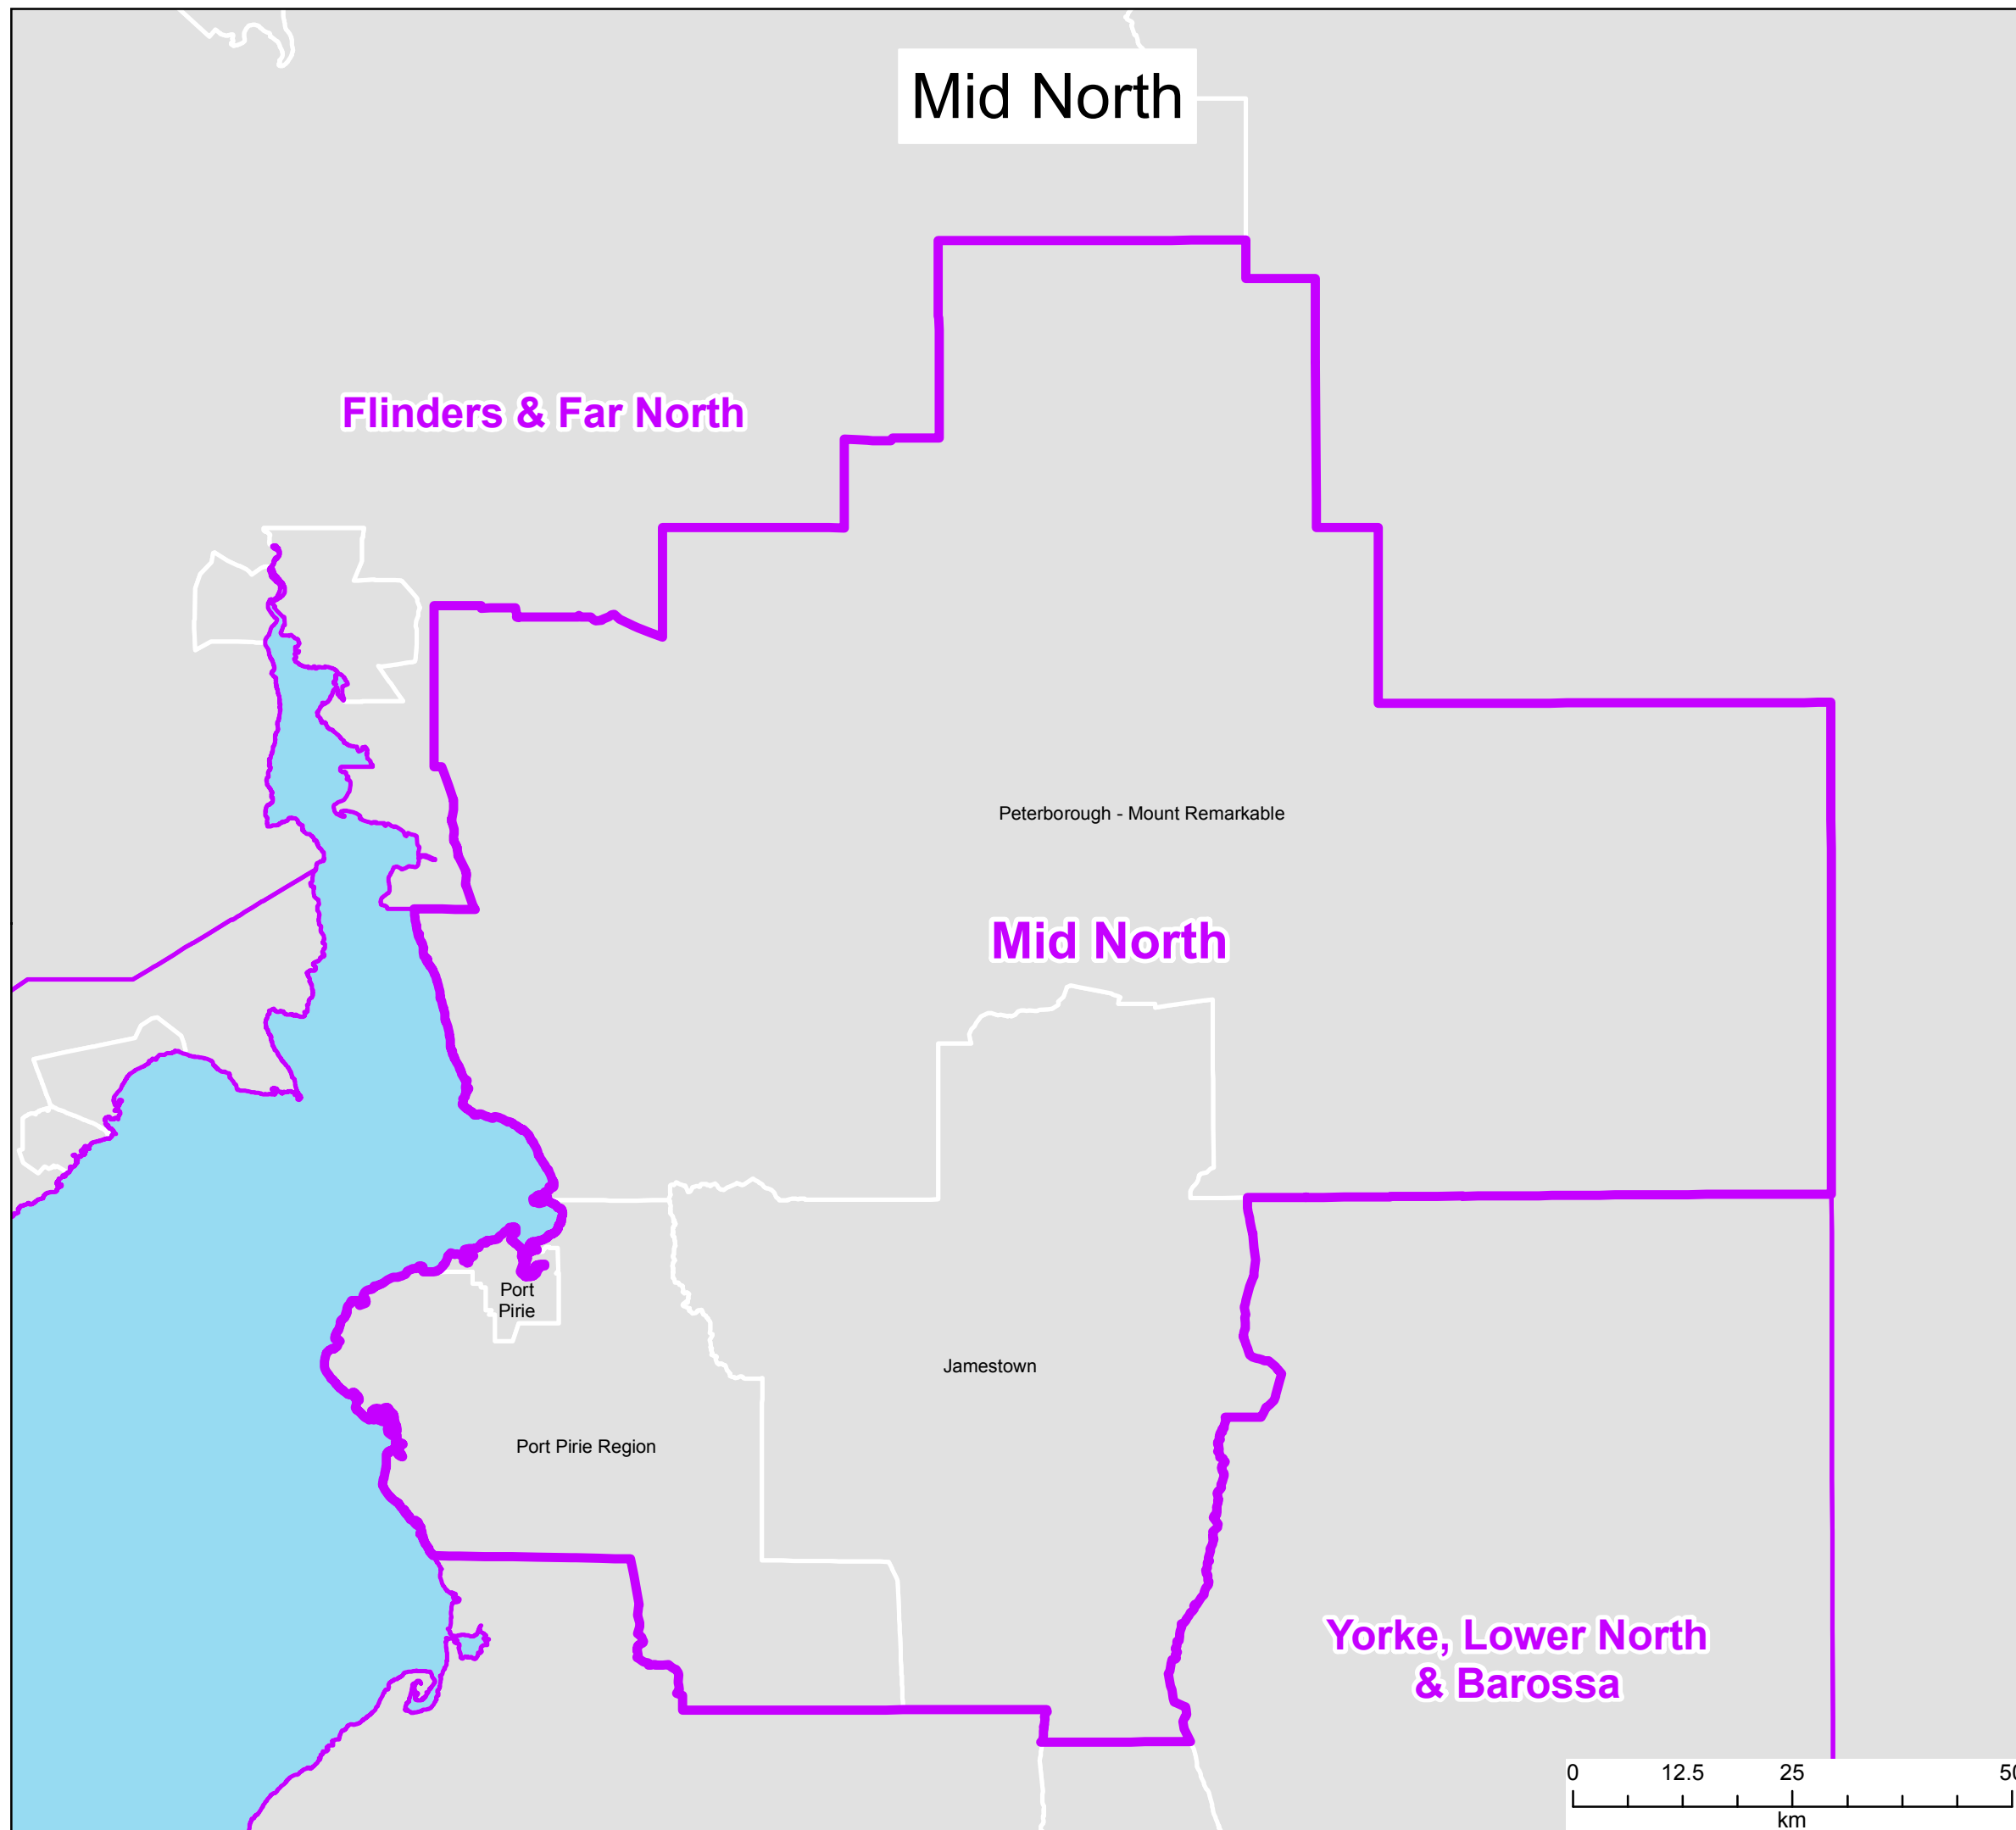 Mid North
Flinders & Far North
Peterborough - Mount Remarkable
Mid North
Port
Pirie
Jamestown
Port Pirie Region
Yorke, Lower North
& Barossa
0 12.5 25 50
km